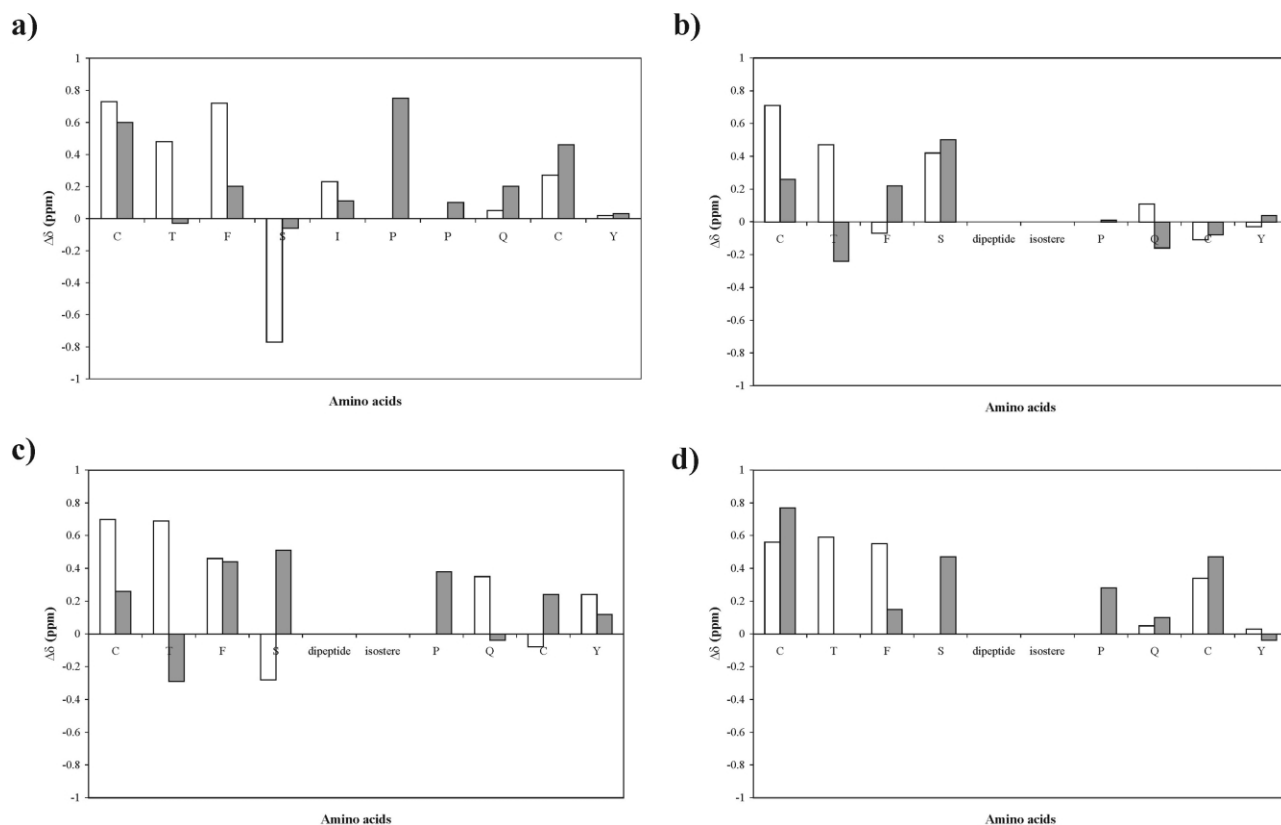 a)
1
0.8
0.6
0.4
0.2
0
-0.2
-0.4
-0.6
-0.8
-1
Δδ (ppm)
C T F S I P P Q C Y
Amino acids
b)
1
0.8
0.6
0.4
0.2
0
-0.2
-0.4
-0.6
-0.8
-1
Δδ (ppm)
C T F S dipeptide isostere P Q C Y
Amino acids
c)
1
0.8
0.6
0.4
0.2
0
-0.2
-0.4
-0.6
-0.8
-1
Δδ (ppm)
C T F S dipeptide isostere P Q C Y
Amino acids
d)
1
0.8
0.6
0.4
0.2
0
-0.2
-0.4
-0.6
-0.8
-1
Δδ (ppm)
C T F S dipeptide isostere P Q C Y
Amino acids